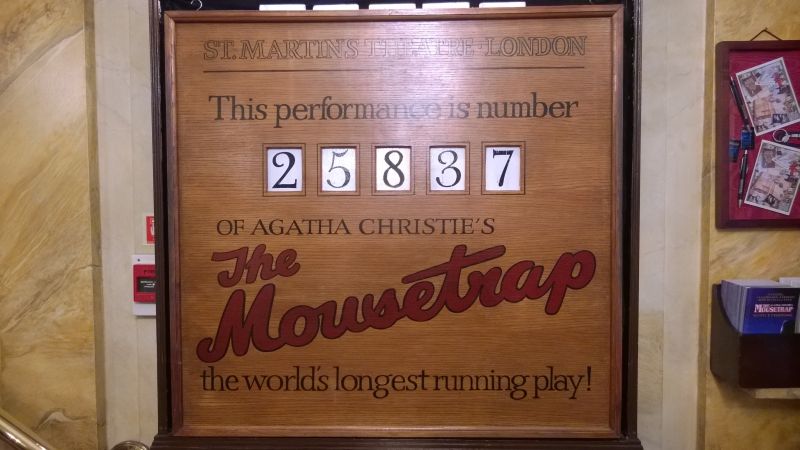 ST. MARTIN'S THEATRE · LONDON
This performance is number
2 5 8 3 7
OF AGATHA CHRISTIE'S
The
Mousetrap
the world's longest running play!
MOUSETRAP